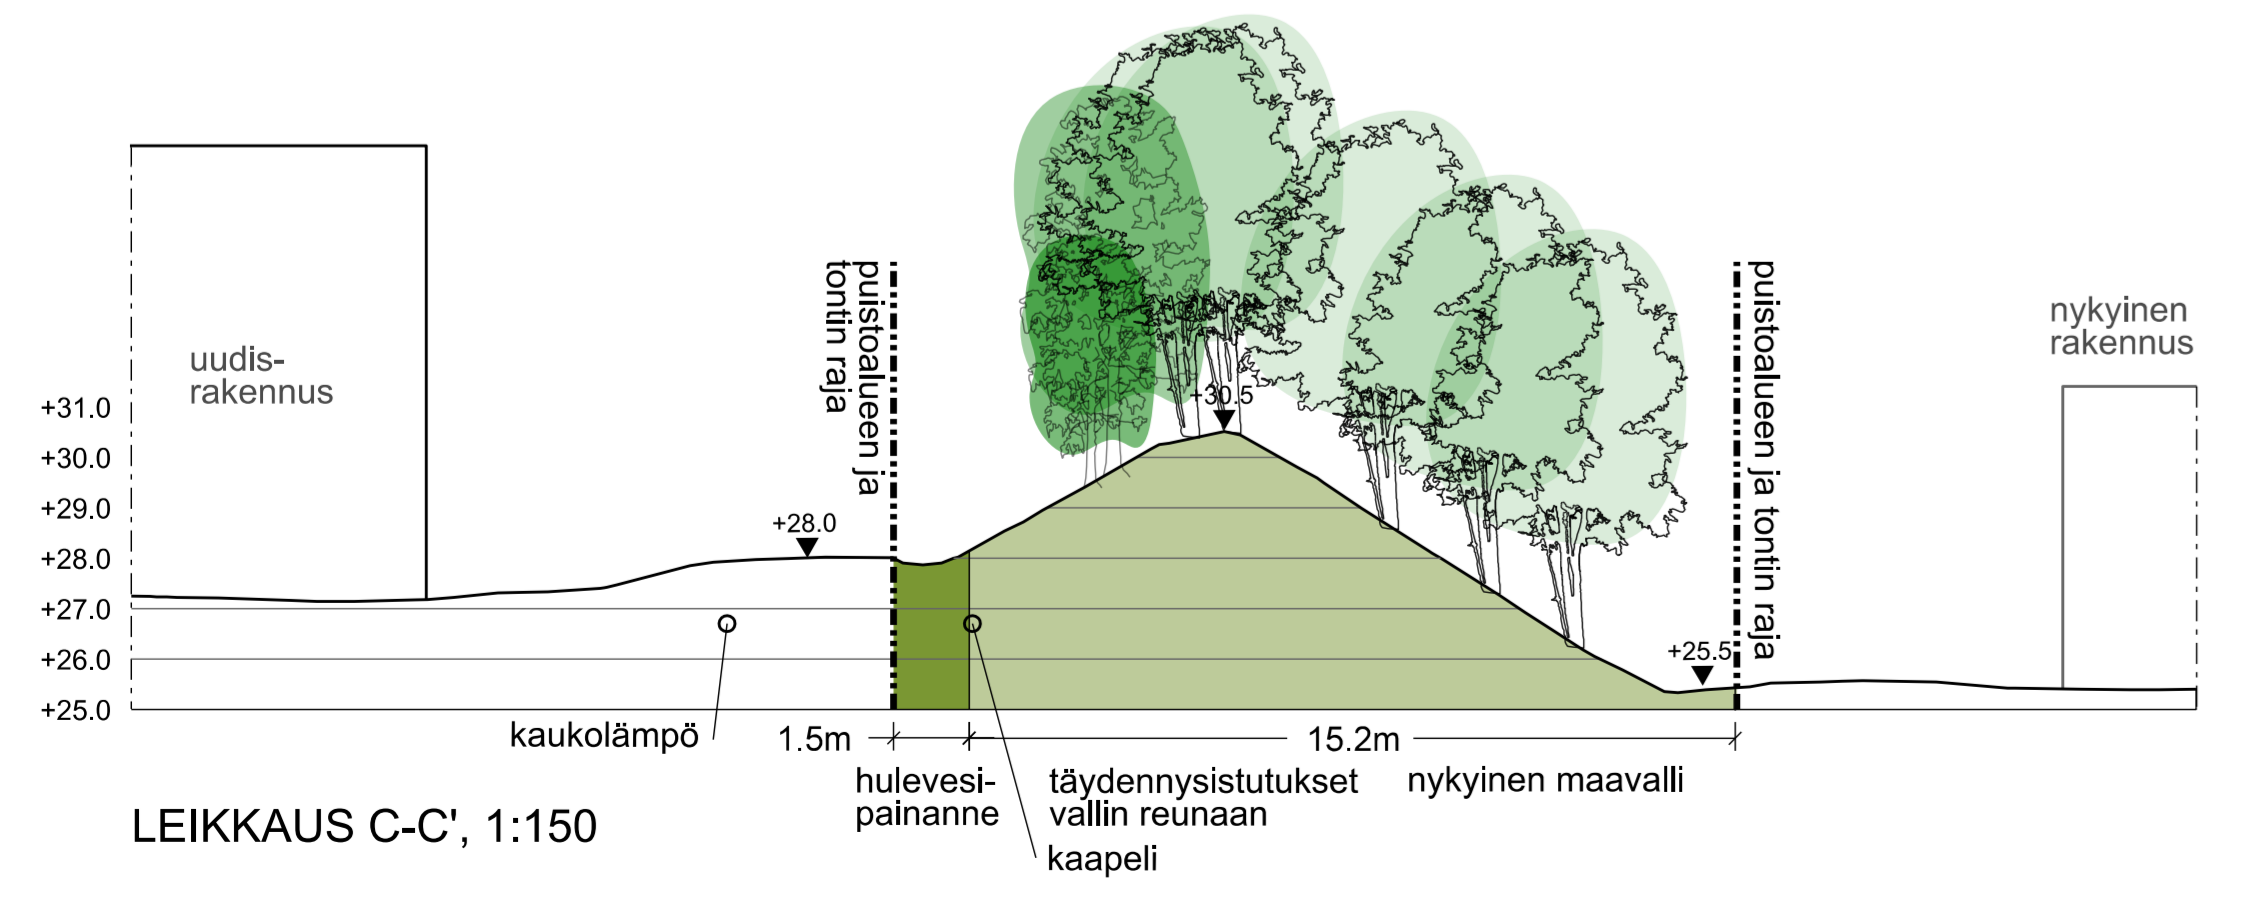 uudis-
rakennus
+31.0
+30.0
+29.0
+28.0
+27.0
+26.0
+25.0
+28.0
puistoalueen ja
tontin raja
+30.5
+25.5
puistoalueen ja tontin raja
nykyinen
rakennus
kaukolämpö
1.5m
15.2m
hulevesi-
painanne
täydennysistutukset
vallin reunaan
nykyinen maavalli
kaapeli
LEIKKAUS C-C', 1:150